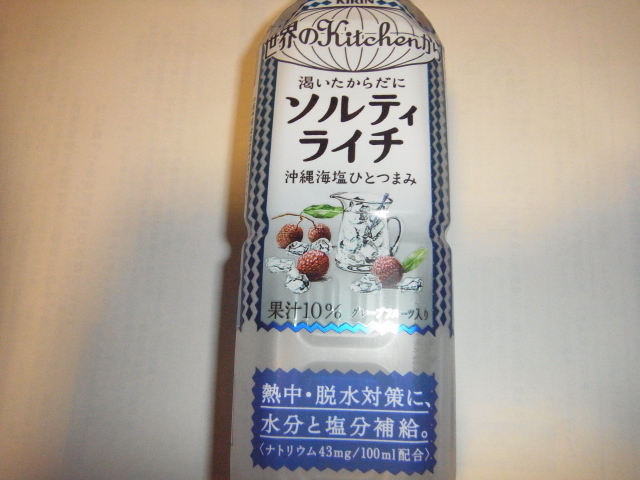 KIRIN
世界のKitchenから
渇いたからだに
ソルティ
ライチ
沖縄海塩ひとつまみ
果汁10% グレープフルーツ入り
熱中・脱水対策に、
水分と塩分補給。
〈ナトリウム43mg/100ml配合〉